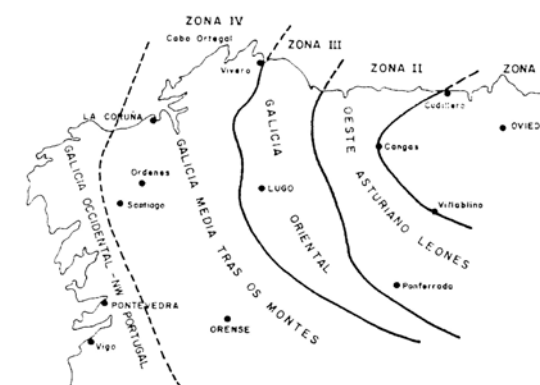 ZONA IV
Cabo Ortegal
ZONA III
ZONA II
ZONA
Vivero
Cudillero
LA CORUÑA
OVIED
GALICIA ORIENTAL
OESTE ASTURIANO LEONES
Cangas
Ordenes
GALICIA MEDIA TRAS OS MONTES
LUGO
Santiago
GALICIA OCCIDENTAL-NW PORTUGAL
Villablino
Ponferrada
PONTEVEDRA
ORENSE
Vigo